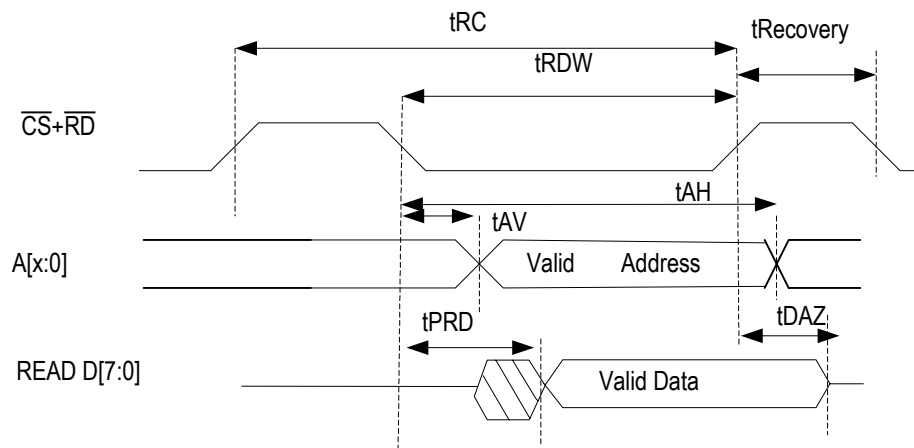 tRC
tRecovery
tRDW
CS+RD
tAH
tAV
A[x:0]
Valid Address
tPRD
tDAZ
READ D[7:0]
Valid Data